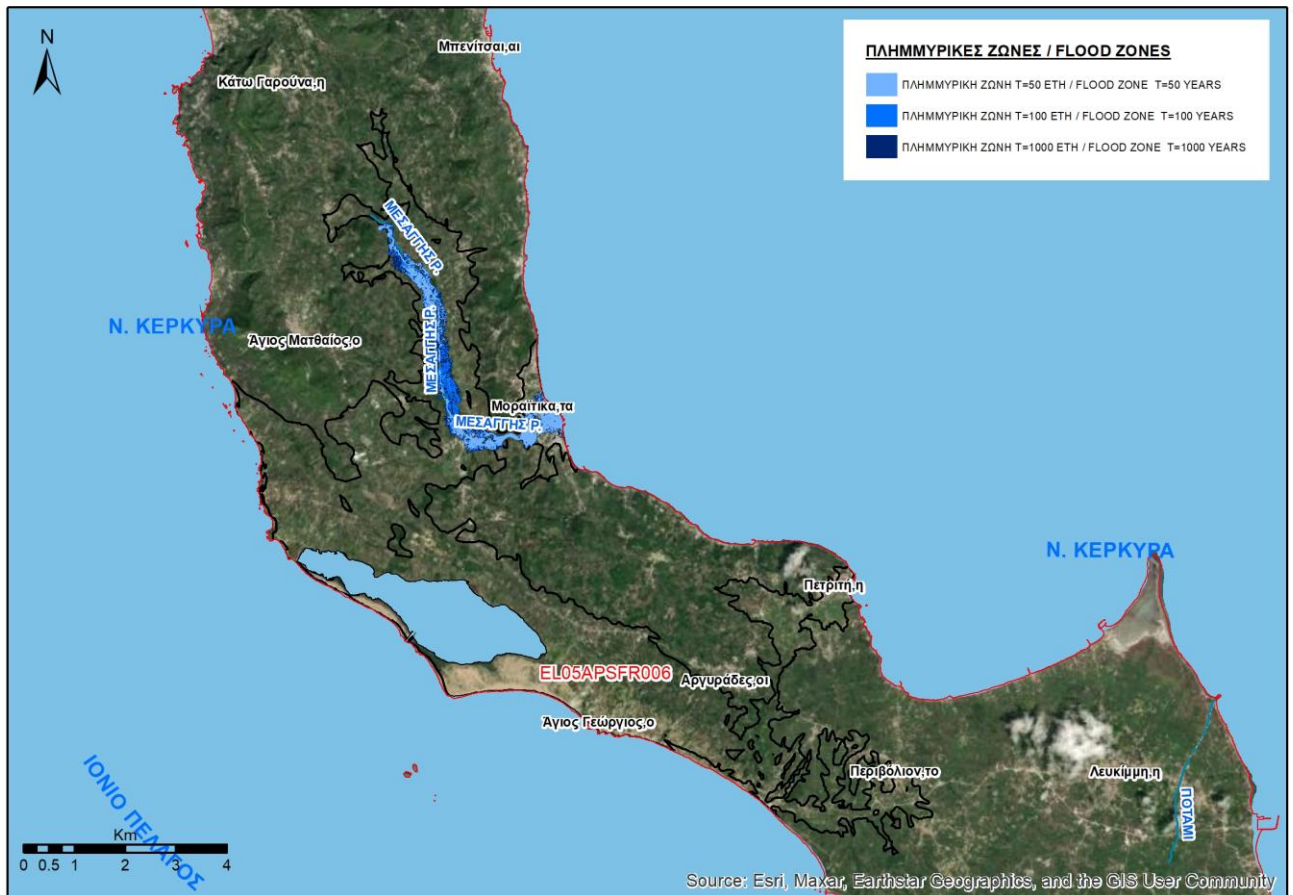 N
Μπενίτσαι,αι
Κάτω Γαρούνα,η
ΠΛΗΜΜΥΡΙΚΕΣ ΖΩΝΕΣ / FLOOD ZONES
ΠΛΗΜΜΥΡΙΚΗ ΖΩΝΗ T=50 ΕΤΗ / FLOOD ZONE T=50 YEARS
ΠΛΗΜΜΥΡΙΚΗ ΖΩΝΗ T=100 ΕΤΗ / FLOOD ZONE T=100 YEARS
ΠΛΗΜΜΥΡΙΚΗ ΖΩΝΗ T=1000 ΕΤΗ / FLOOD ZONE T=1000 YEARS
ΜΕΣΑΓΓΗΣ Ρ.
Ν. ΚΕΡΚΥΡΑ
Άγιος Ματθαίος,ο
ΜΕΣΑΓΓΗΣ Ρ.
Μοραΐτικα,τα
ΜΕΣΑΓΓΗΣ Ρ.
Ν. ΚΕΡΚΥΡΑ
Πετριτή,η
EL05APSFR006
Αργυράδες,οι
Άγιος Γεώργιος,ο
Περιβόλιον,το
Λευκίμμη,η
ΠΟΤΑΜΙ
ΙΟΝΙΟ ΠΕΛΑΓΟΣ
Km
0 0.5 1 2 3 4
Source: Esri, Maxar, Earthstar Geographics, and the GIS User Community